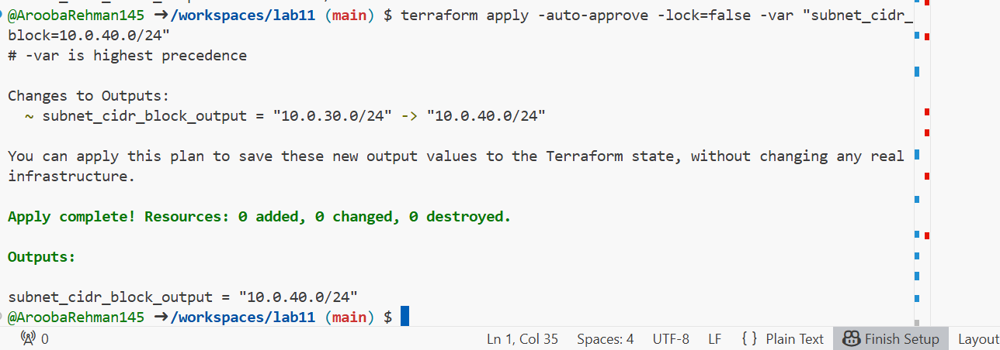 @AroobaRehman145 ➜/workspaces/lab11 (main) $ terraform apply -auto-approve -lock=false -var "subnet_cidr_
block=10.0.40.0/24"
# -var is highest precedence
Changes to Outputs:
~ subnet_cidr_block_output = "10.0.30.0/24" -> "10.0.40.0/24"
You can apply this plan to save these new output values to the Terraform state, without changing any real
infrastructure.
Apply complete! Resources: 0 added, 0 changed, 0 destroyed.
Outputs:
subnet_cidr_block_output = "10.0.40.0/24"
@AroobaRehman145 ➜/workspaces/lab11 (main) $
0 Ln 1, Col 35 Spaces: 4 UTF-8 LF { } Plain Text Finish Setup Layout